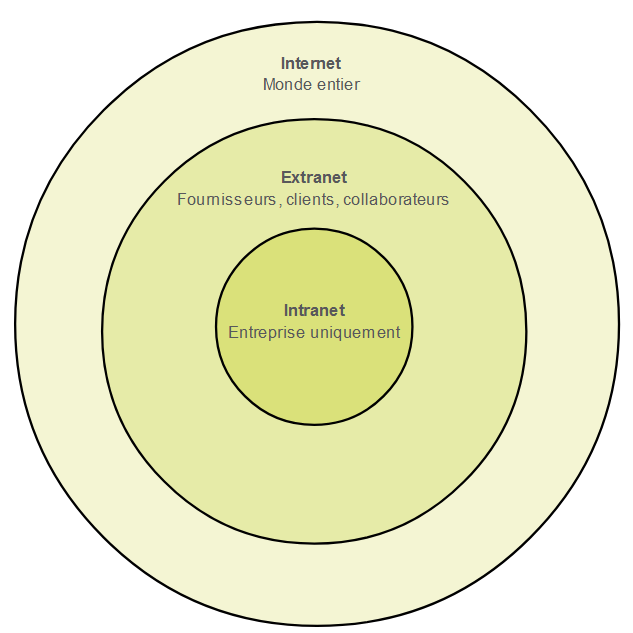 Internet
Monde entier
Extranet
Fournisseurs, clients, collaborateurs
Intranet
Entreprise uniquement